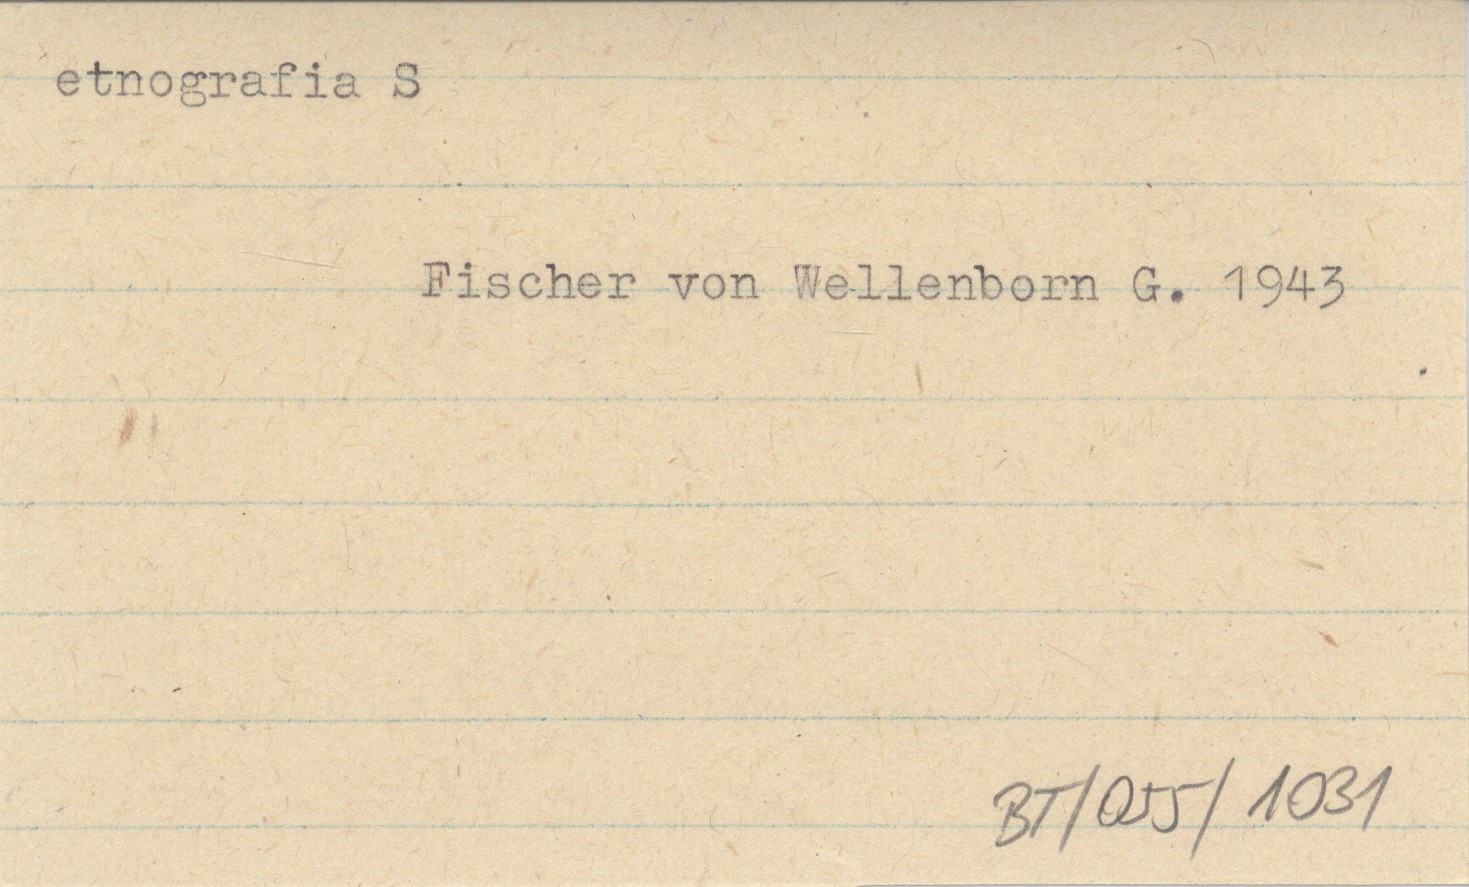 etnografia S
Fischer von Wellenborn G. 1943
BT/055/1031